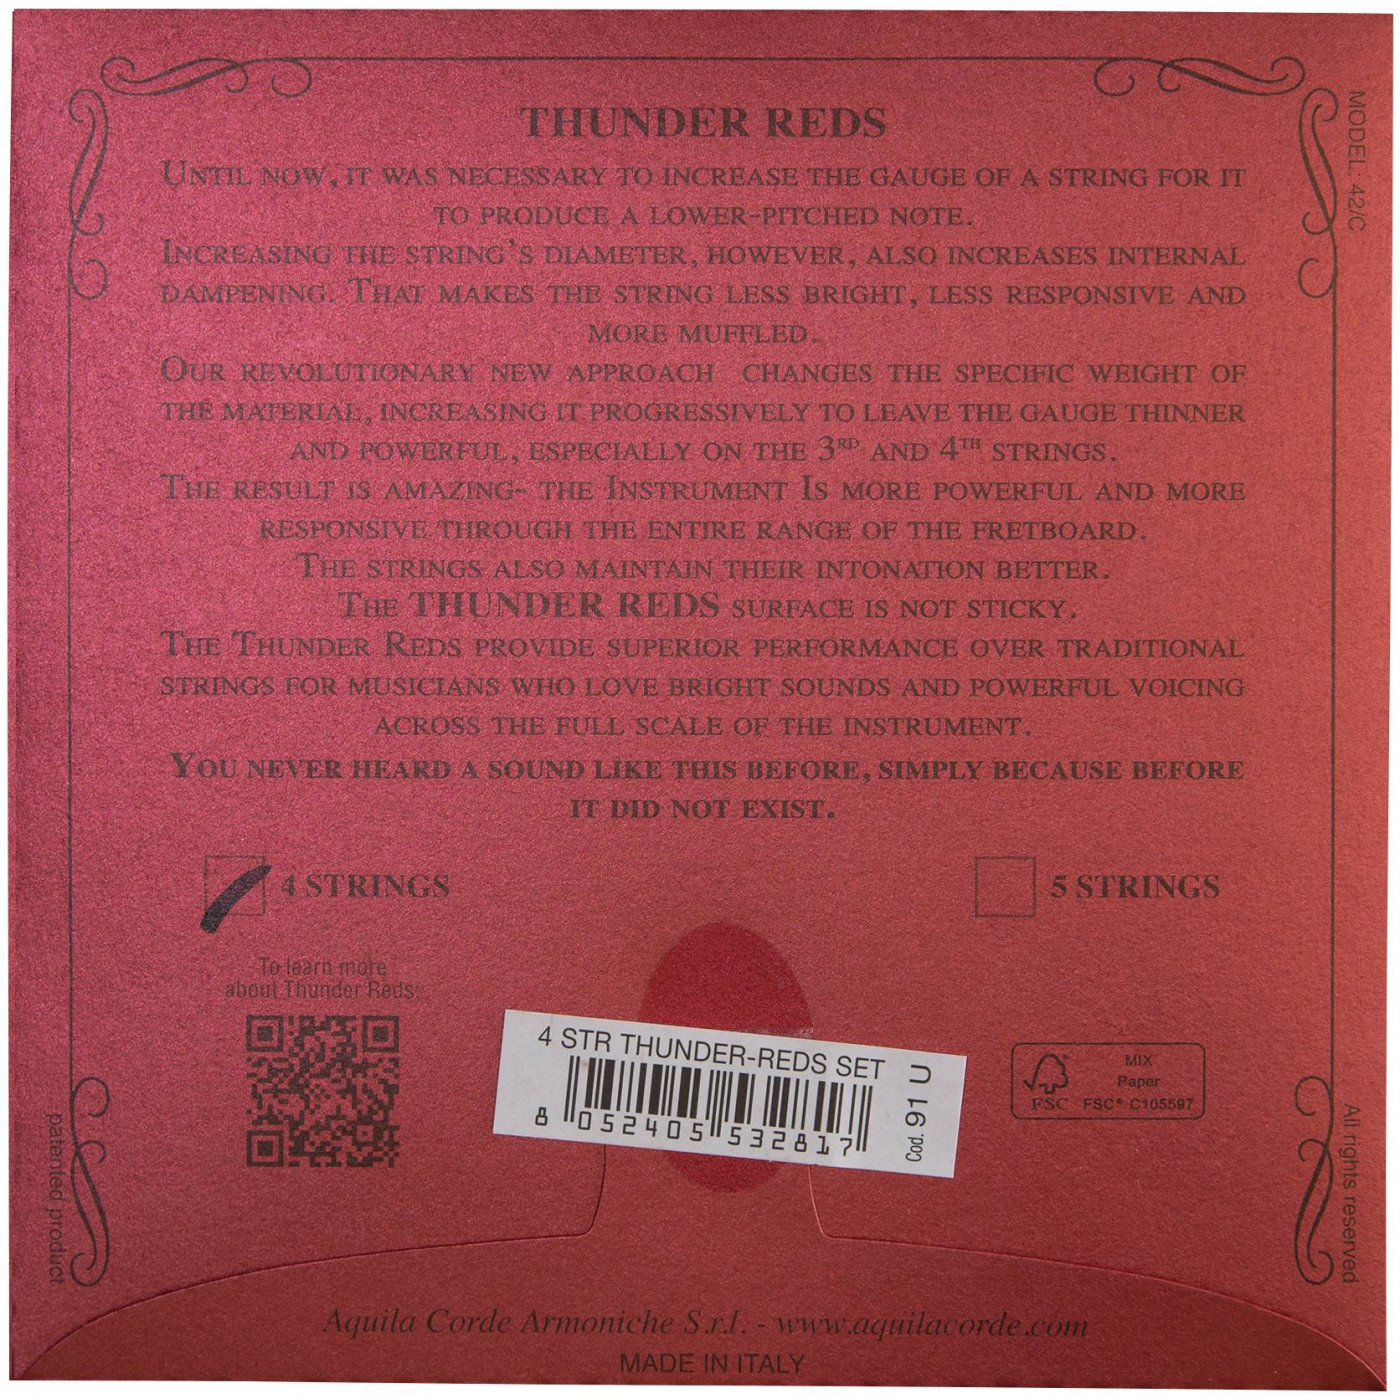 THUNDER REDS
UNTIL NOW, IT WAS NECESSARY TO INCREASE THE GAUGE OF A STRING FOR IT
TO PRODUCE A LOWER-PITCHED NOTE.
INCREASING THE STRING'S DIAMETER, HOWEVER, ALSO INCREASES INTERNAL
DAMPENING. THAT MAKES THE STRING LESS BRIGHT, LESS RESPONSIVE AND
MORE MUFFLED.
OUR REVOLUTIONARY NEW APPROACH CHANGES THE SPECIFIC WEIGHT OF
THE MATERIAL, INCREASING IT PROGRESSIVELY TO LEAVE THE GAUGE THINNER
AND POWERFUL, ESPECIALLY ON THE 3RD AND 4TH STRINGS.
THE RESULT IS AMAZING- THE INSTRUMENT IS MORE POWERFUL AND MORE
RESPONSIVE THROUGH THE ENTIRE RANGE OF THE FRETBOARD.
THE STRINGS ALSO MAINTAIN THEIR INTONATION BETTER.
THE THUNDER REDS SURFACE IS NOT STICKY.
THE THUNDER REDS PROVIDE SUPERIOR PERFORMANCE OVER TRADITIONAL
STRINGS FOR MUSICIANS WHO LOVE BRIGHT SOUNDS AND POWERFUL VOICING
ACROSS THE FULL SCALE OF THE INSTRUMENT.
YOU NEVER HEARD A SOUND LIKE THIS BEFORE, SIMPLY BECAUSE BEFORE
IT DID NOT EXIST.
MODEL: 42/C
4 STRINGS
5 STRINGS
To learn more
about Thunder Reds:
4 STR THUNDER-REDS SET
8 052405 532817
Cod. 91 U
FSC
MIX
Paper
FSC® C105597
patented product
All rights reserved
Aquila Corde Armoniche S.r.l. - www.aquilacorde.com
MADE IN ITALY